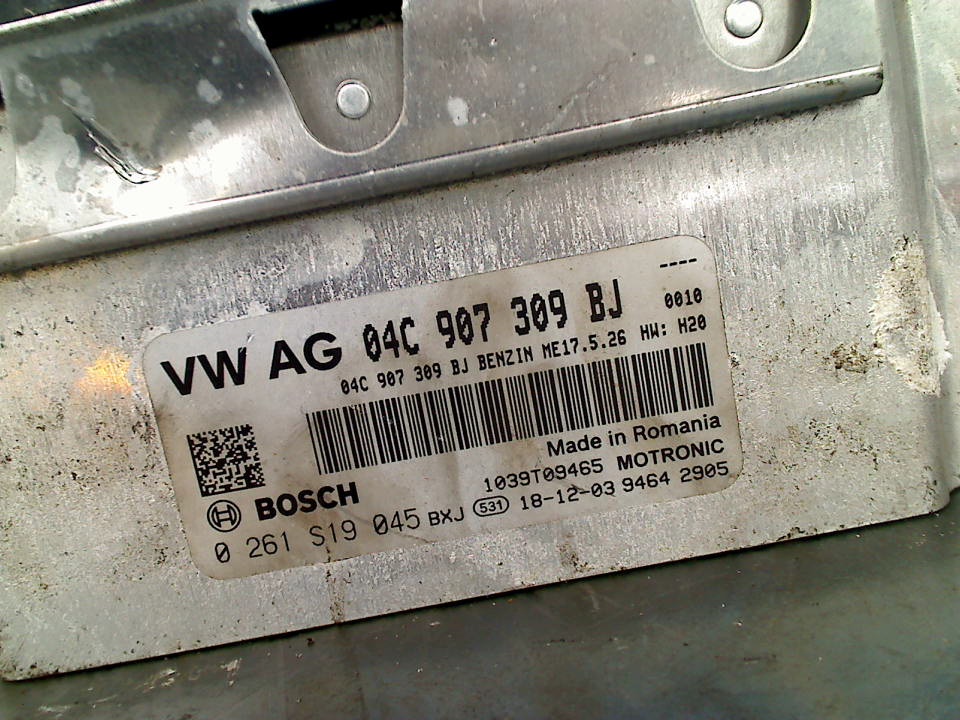 ----
VW AG 04C 907 309 BJ 0010
04C 907 309 BJ BENZIN ME17.5.26 HW: H20
Made in Romania
BOSCH 1039T09465 MOTRONIC
0 261 S19 045 BXJ 531 18-12-03 9464 2905